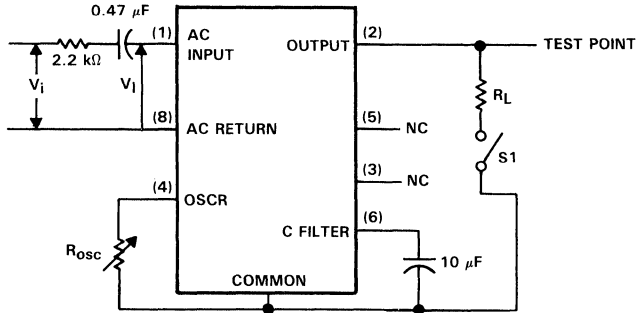 0.47 μF
2.2 kΩ
Vi
VI
(1)
AC
INPUT
OUTPUT
(2)
TEST POINT
RL
S1
(8)
AC RETURN
(5)
NC
(3)
NC
(4)
OSCR
ROSC
C FILTER
(6)
10 μF
COMMON